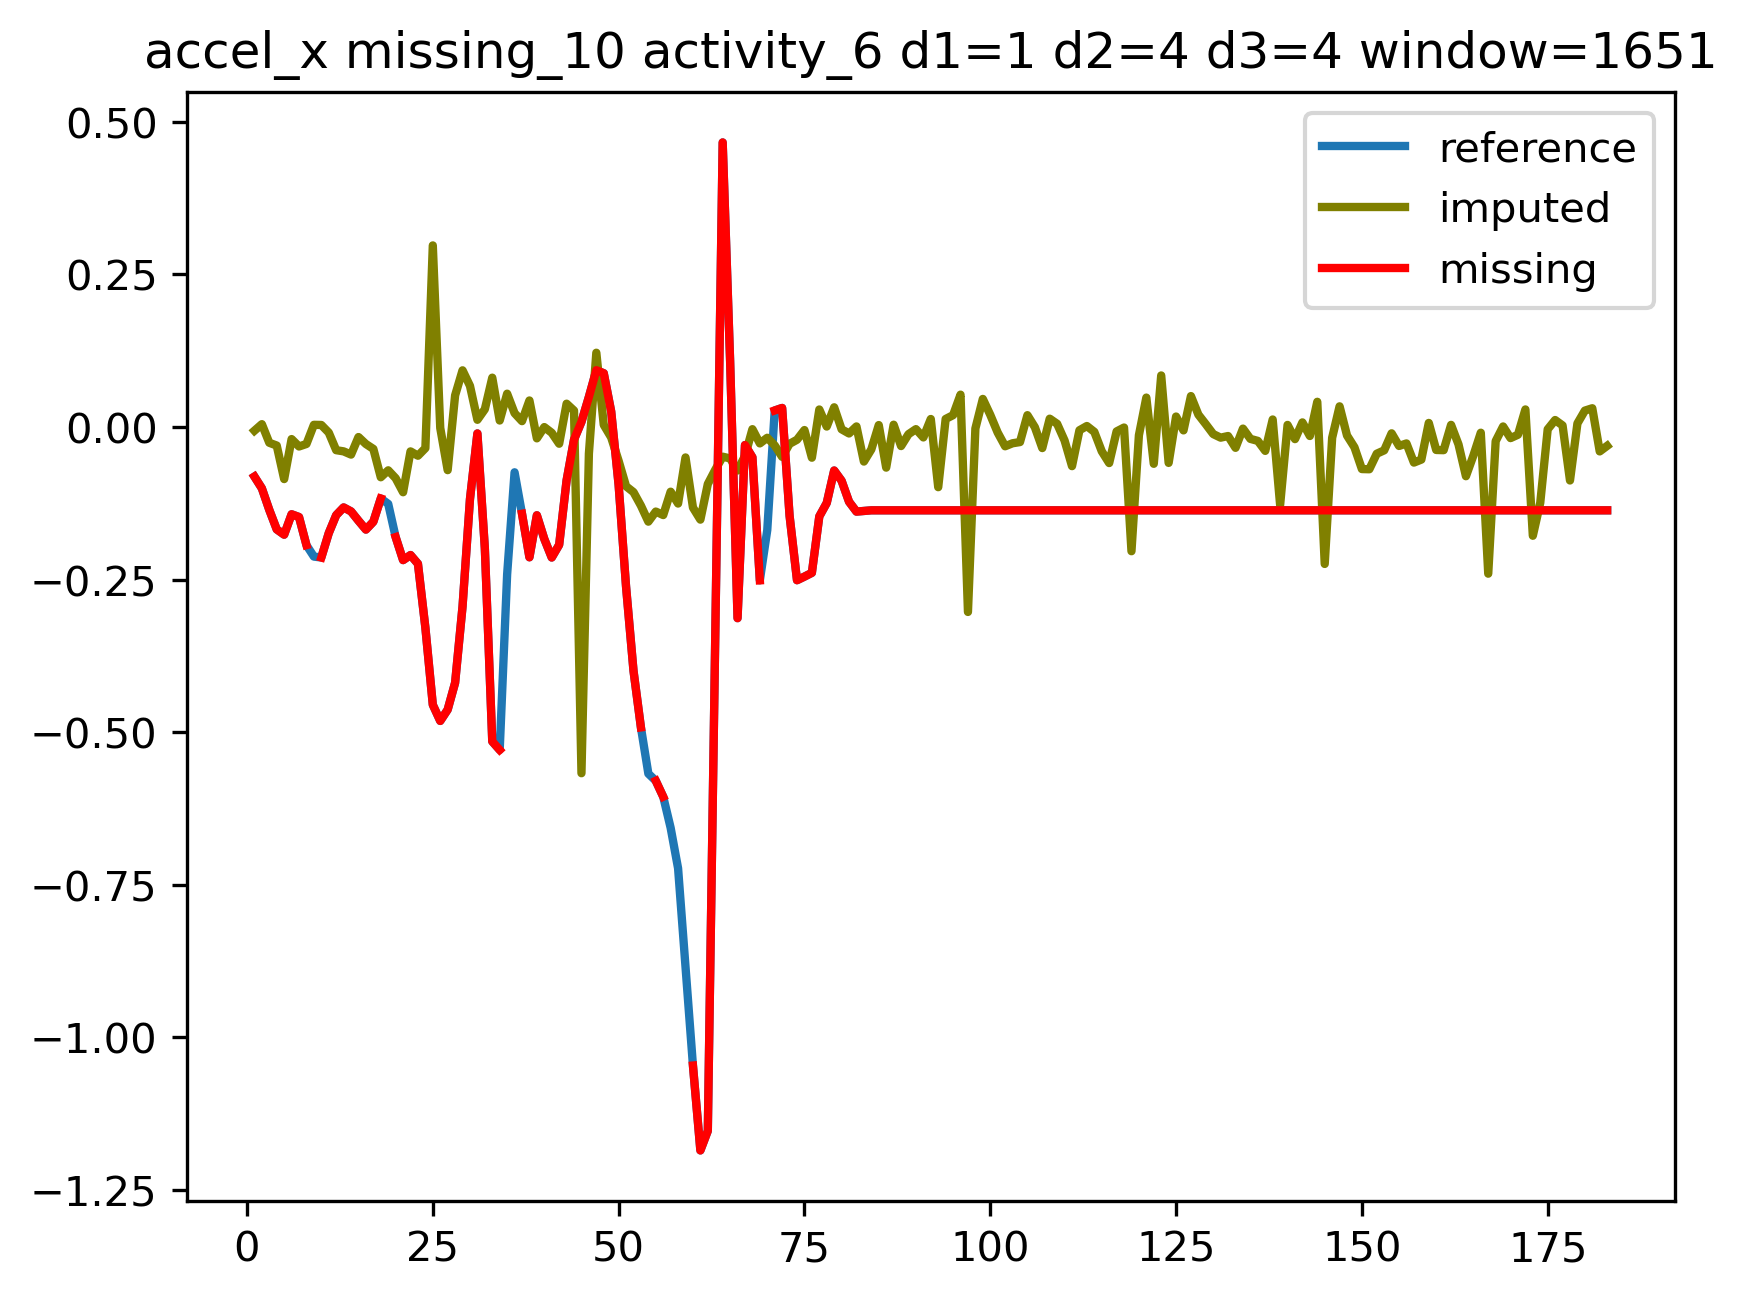 accel_x missing_10 activity_6 d1=1 d2=4 d3=4 window=1651
0.50
0.25
0.00
−0.25
−0.50
−0.75
−1.00
−1.25
reference
imputed
missing
0 25 50 75 100 125 150 175